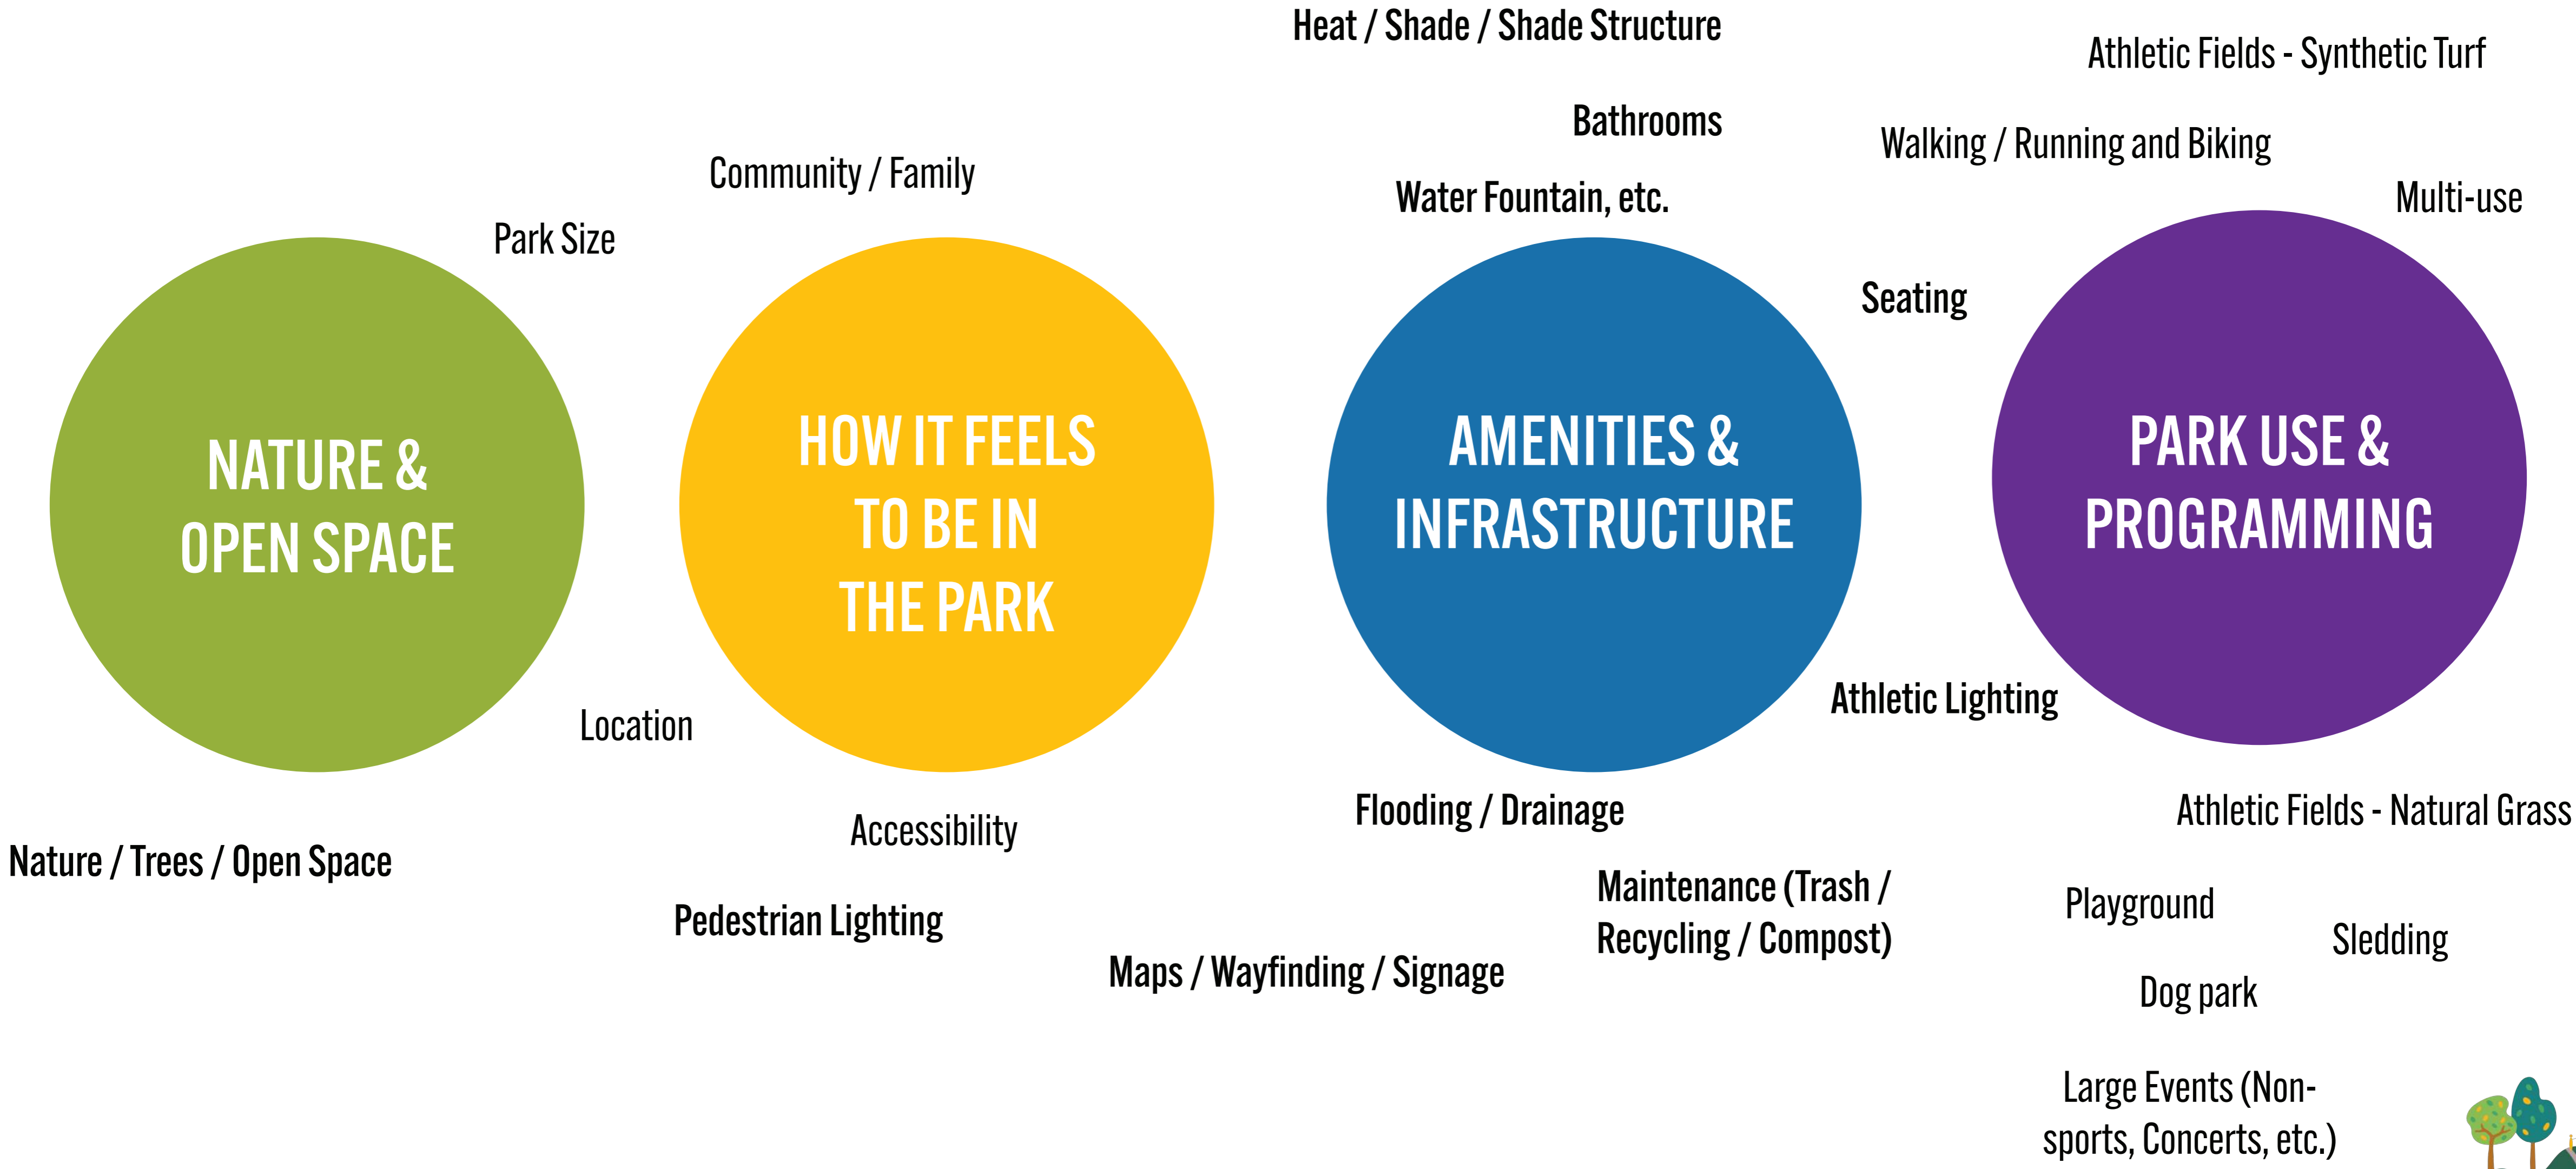 Heat / Shade / Shade Structure
Athletic Fields - Synthetic Turf
Bathrooms
Walking / Running and Biking
Community / Family
Water Fountain, etc.
Multi-use
Park Size
Seating
NATURE &
OPEN SPACE
HOW IT FEELS
TO BE IN
THE PARK
AMENITIES &
INFRASTRUCTURE
PARK USE &
PROGRAMMING
Location
Athletic Lighting
Nature / Trees / Open Space
Accessibility
Pedestrian Lighting
Flooding / Drainage
Maps / Wayfinding / Signage
Maintenance (Trash /
Recycling / Compost)
Athletic Fields - Natural Grass
Playground
Sledding
Dog park
Large Events (Non-
sports, Concerts, etc.)